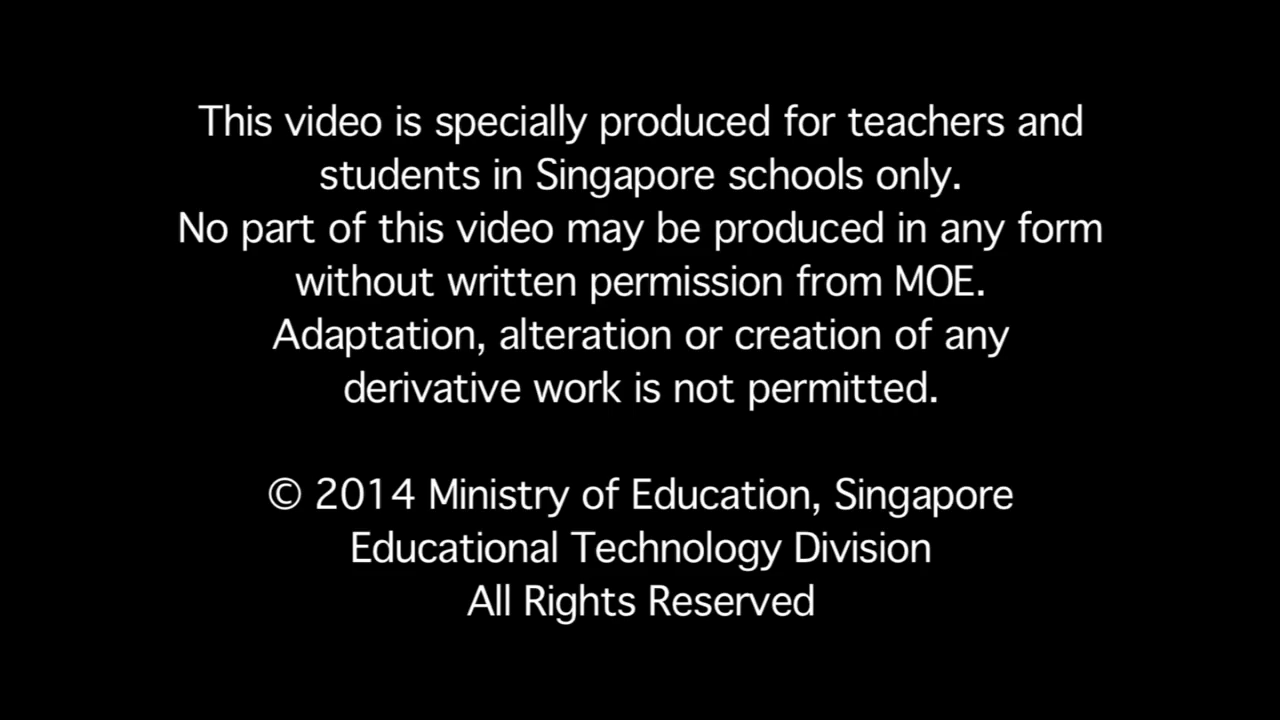 This video is specially produced for teachers and
students in Singapore schools only.
No part of this video may be produced in any form
without written permission from MOE.
Adaptation, alteration or creation of any
derivative work is not permitted.
© 2014 Ministry of Education, Singapore
Educational Technology Division
All Rights Reserved